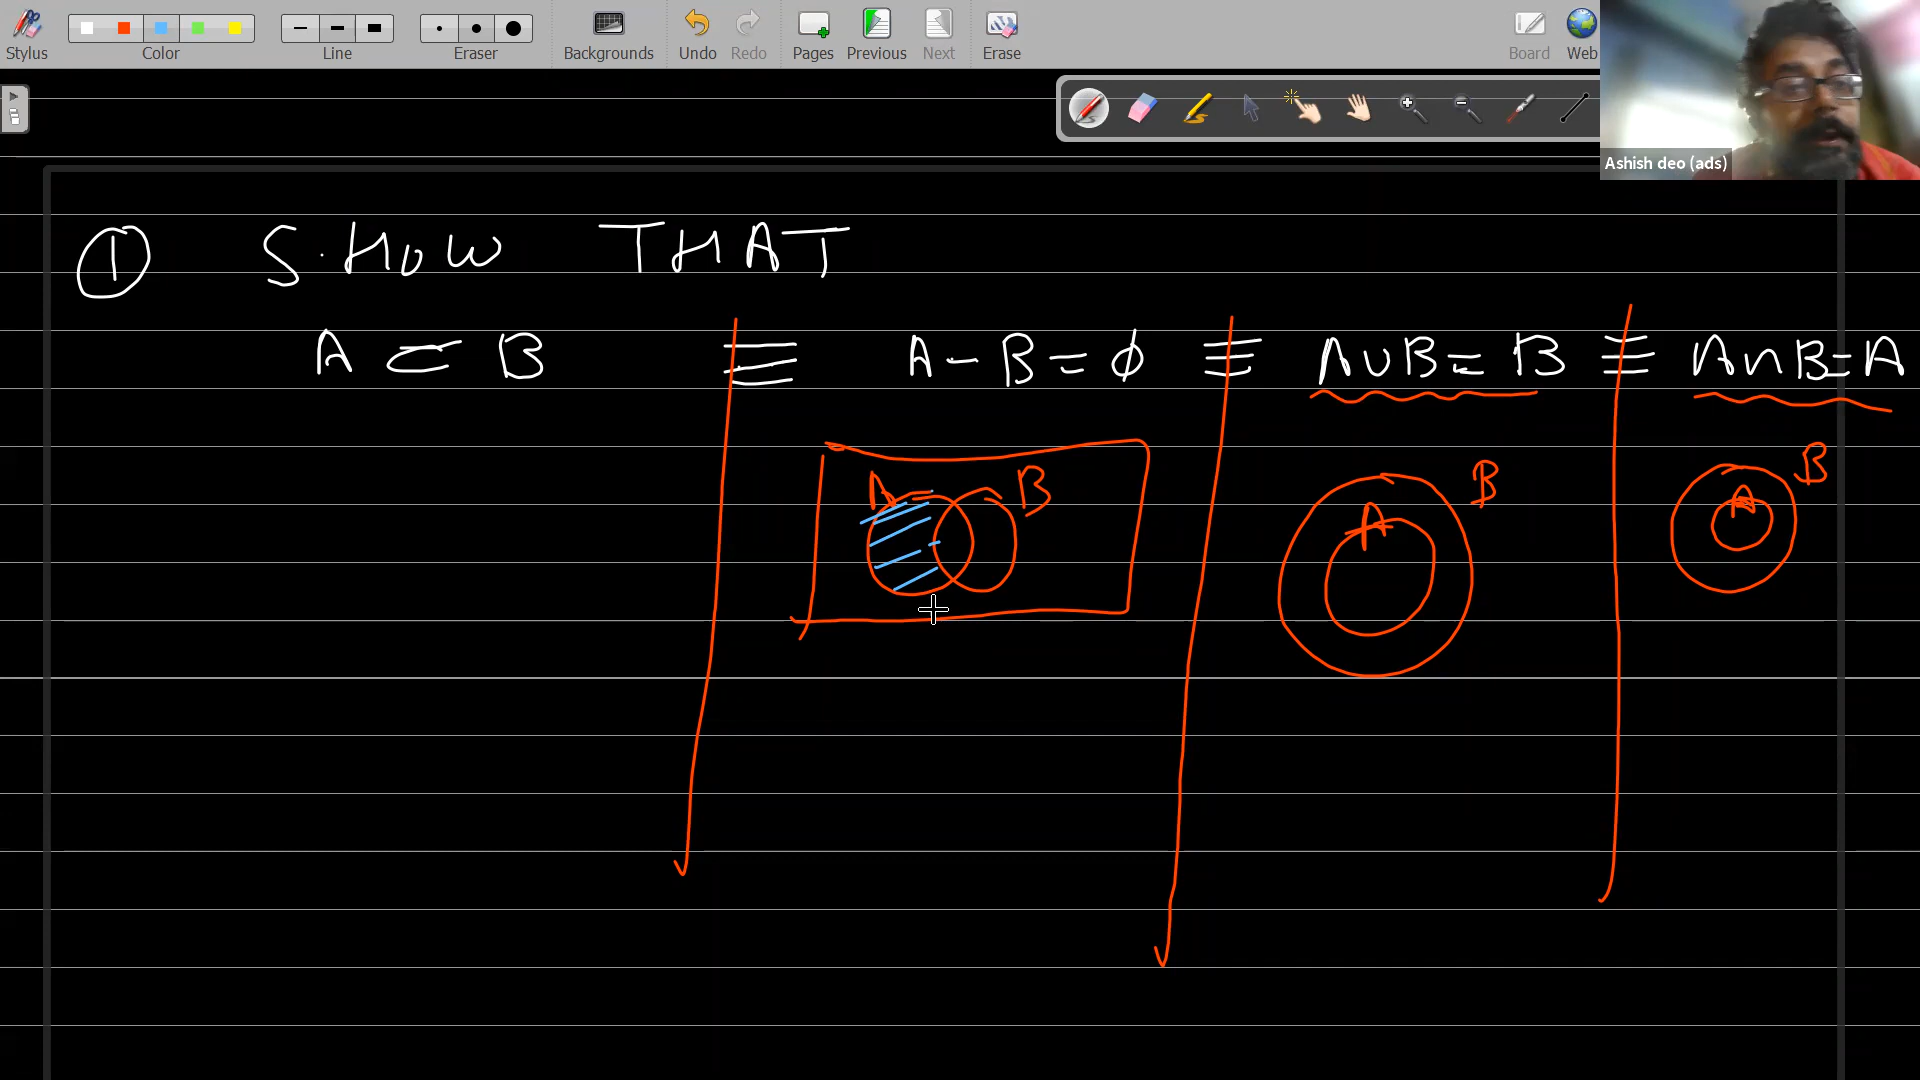 Stylus Color Line Eraser Backgrounds Undo Redo Pages Previous Next Erase Board Web
Ashish deo (ads)
① SHOW THAT
A ⊂ B ≡ A - B = ϕ ≡ A∪B = B ≡ A∩B = A
A B
A B
A B